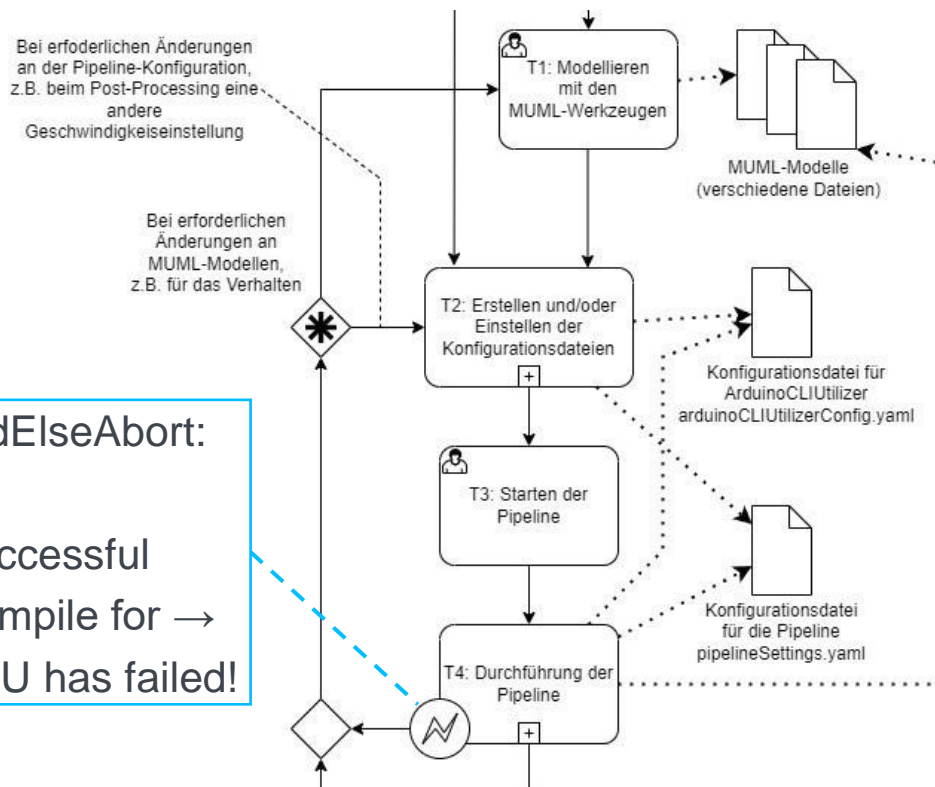 Bei erfoderlichen Änderungen
an der Pipeline-Konfiguration,
z.B. beim Post-Processing eine
andere
Geschwindigkeiseinstellung
T1: Modellieren
mit den
MUML-Werkzeugen
MUML-Modelle
(verschiedene Dateien)
Bei erforderlichen
Änderungen an
MUML-Modellen,
z.B. für das Verhalten
T2: Erstellen und/oder
Einstellen der
Konfigurationsdateien
Konfigurationsdatei für
ArduinoCLIUtilizer
arduinoCLIUtilizerConfig.yaml
dElseAbort:
ccessful
mpile for →
U has failed!
T3: Starten der
Pipeline
Konfigurationsdatei
für die Pipeline
pipelineSettings.yaml
T4: Durchführung der
Pipeline